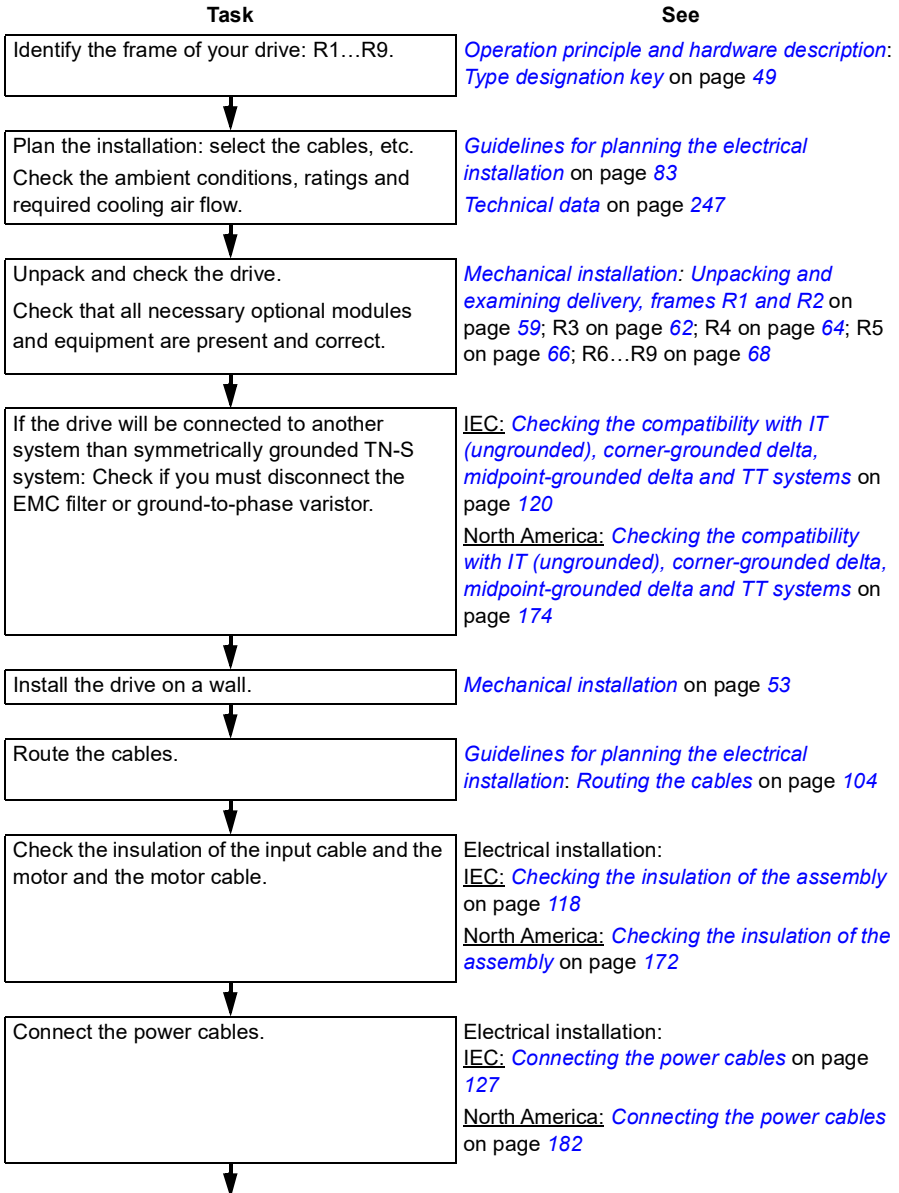 Task
See
Identify the frame of your drive: R1…R9.
Operation principle and hardware description:
Type designation key on page 49
Plan the installation: select the cables, etc.
Check the ambient conditions, ratings and
required cooling air flow.
Guidelines for planning the electrical
installation on page 83
Technical data on page 247
Unpack and check the drive.
Check that all necessary optional modules
and equipment are present and correct.
Mechanical installation: Unpacking and
examining delivery, frames R1 and R2 on
page 59; R3 on page 62; R4 on page 64; R5
on page 66; R6…R9 on page 68
If the drive will be connected to another
system than symmetrically grounded TN-S
system: Check if you must disconnect the
EMC filter or ground-to-phase varistor.
IEC: Checking the compatibility with IT
(ungrounded), corner-grounded delta,
midpoint-grounded delta and TT systems on
page 120
North America: Checking the compatibility
with IT (ungrounded), corner-grounded delta,
midpoint-grounded delta and TT systems on
page 174
Install the drive on a wall.
Mechanical installation on page 53
Route the cables.
Guidelines for planning the electrical
installation: Routing the cables on page 104
Check the insulation of the input cable and the
motor and the motor cable.
Electrical installation:
IEC: Checking the insulation of the assembly
on page 118
North America: Checking the insulation of the
assembly on page 172
Connect the power cables.
Electrical installation:
IEC: Connecting the power cables on page
127
North America: Connecting the power cables
on page 182